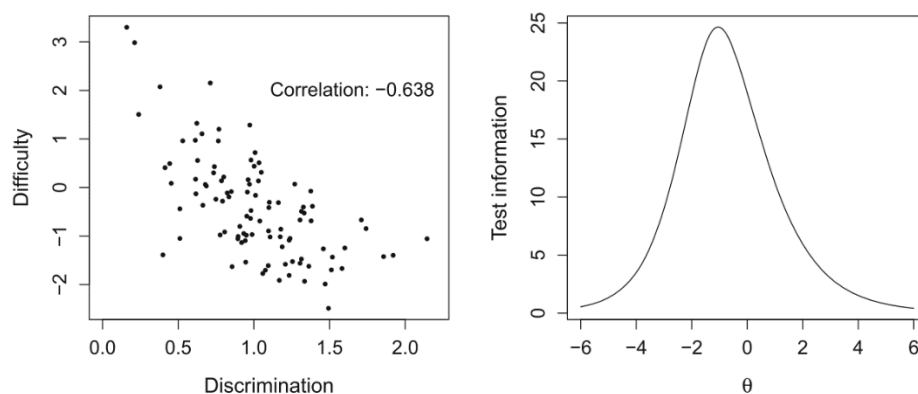 Correlation: −0.638
Difficulty
3
2
1
0
−1
−2
0.0 0.5 1.0 1.5 2.0
Discrimination
Test information
25
20
15
10
5
0
−6 −4 −2 0 2 4 6
θ